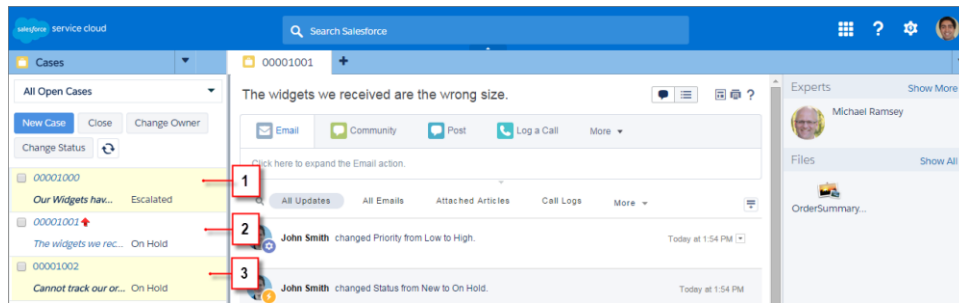 salesforce service cloud
Search Salesforce
?
Cases
00001001
+
All Open Cases
New Case Close Change Owner
Change Status
00001000
Our Widgets hav... Escalated
1
00001001
The widgets we rec... On Hold
2
00001002
Cannot track our or... On Hold
3
The widgets we received are the wrong size.
?
Email Community Post Log a Call More
Click here to expand the Email action.
All Updates All Emails Attached Articles Call Logs More
John Smith changed Priority from Low to High. Today at 1:54 PM
John Smith changed Status from New to On Hold. Today at 1:54 PM
Experts Show More
Michael Ramsey
Files Show All
OrderSummary...